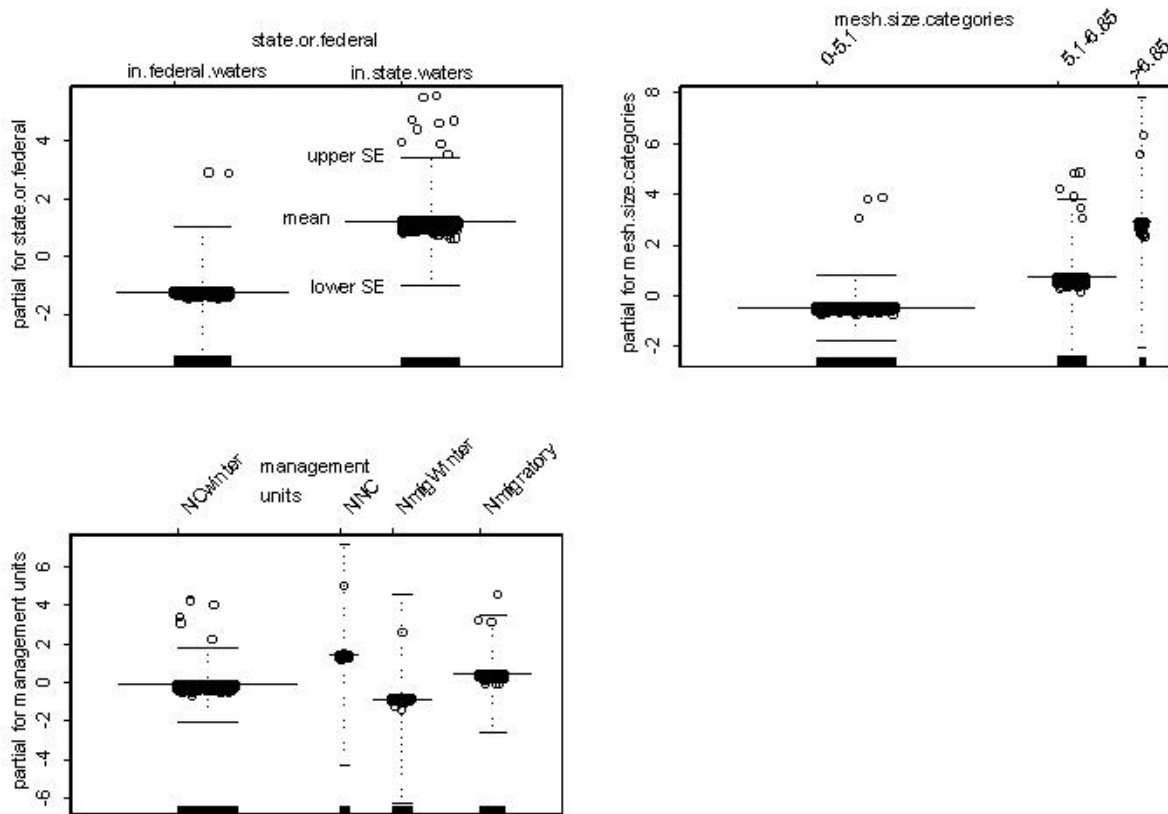 state.or.federal
in.federal.waters in.state.waters
partial for state.or.federal
4
2
0
-2
upper SE
mean
lower SE
mesh.size.categories
0-5.1 5.1-6.85 >6.85
partial for mesh.size.categories
8
6
4
2
0
-2
management
units
NCwinter NNC NmigWinter Nmigratory
partial for management units
6
4
2
0
-2
-4
-6